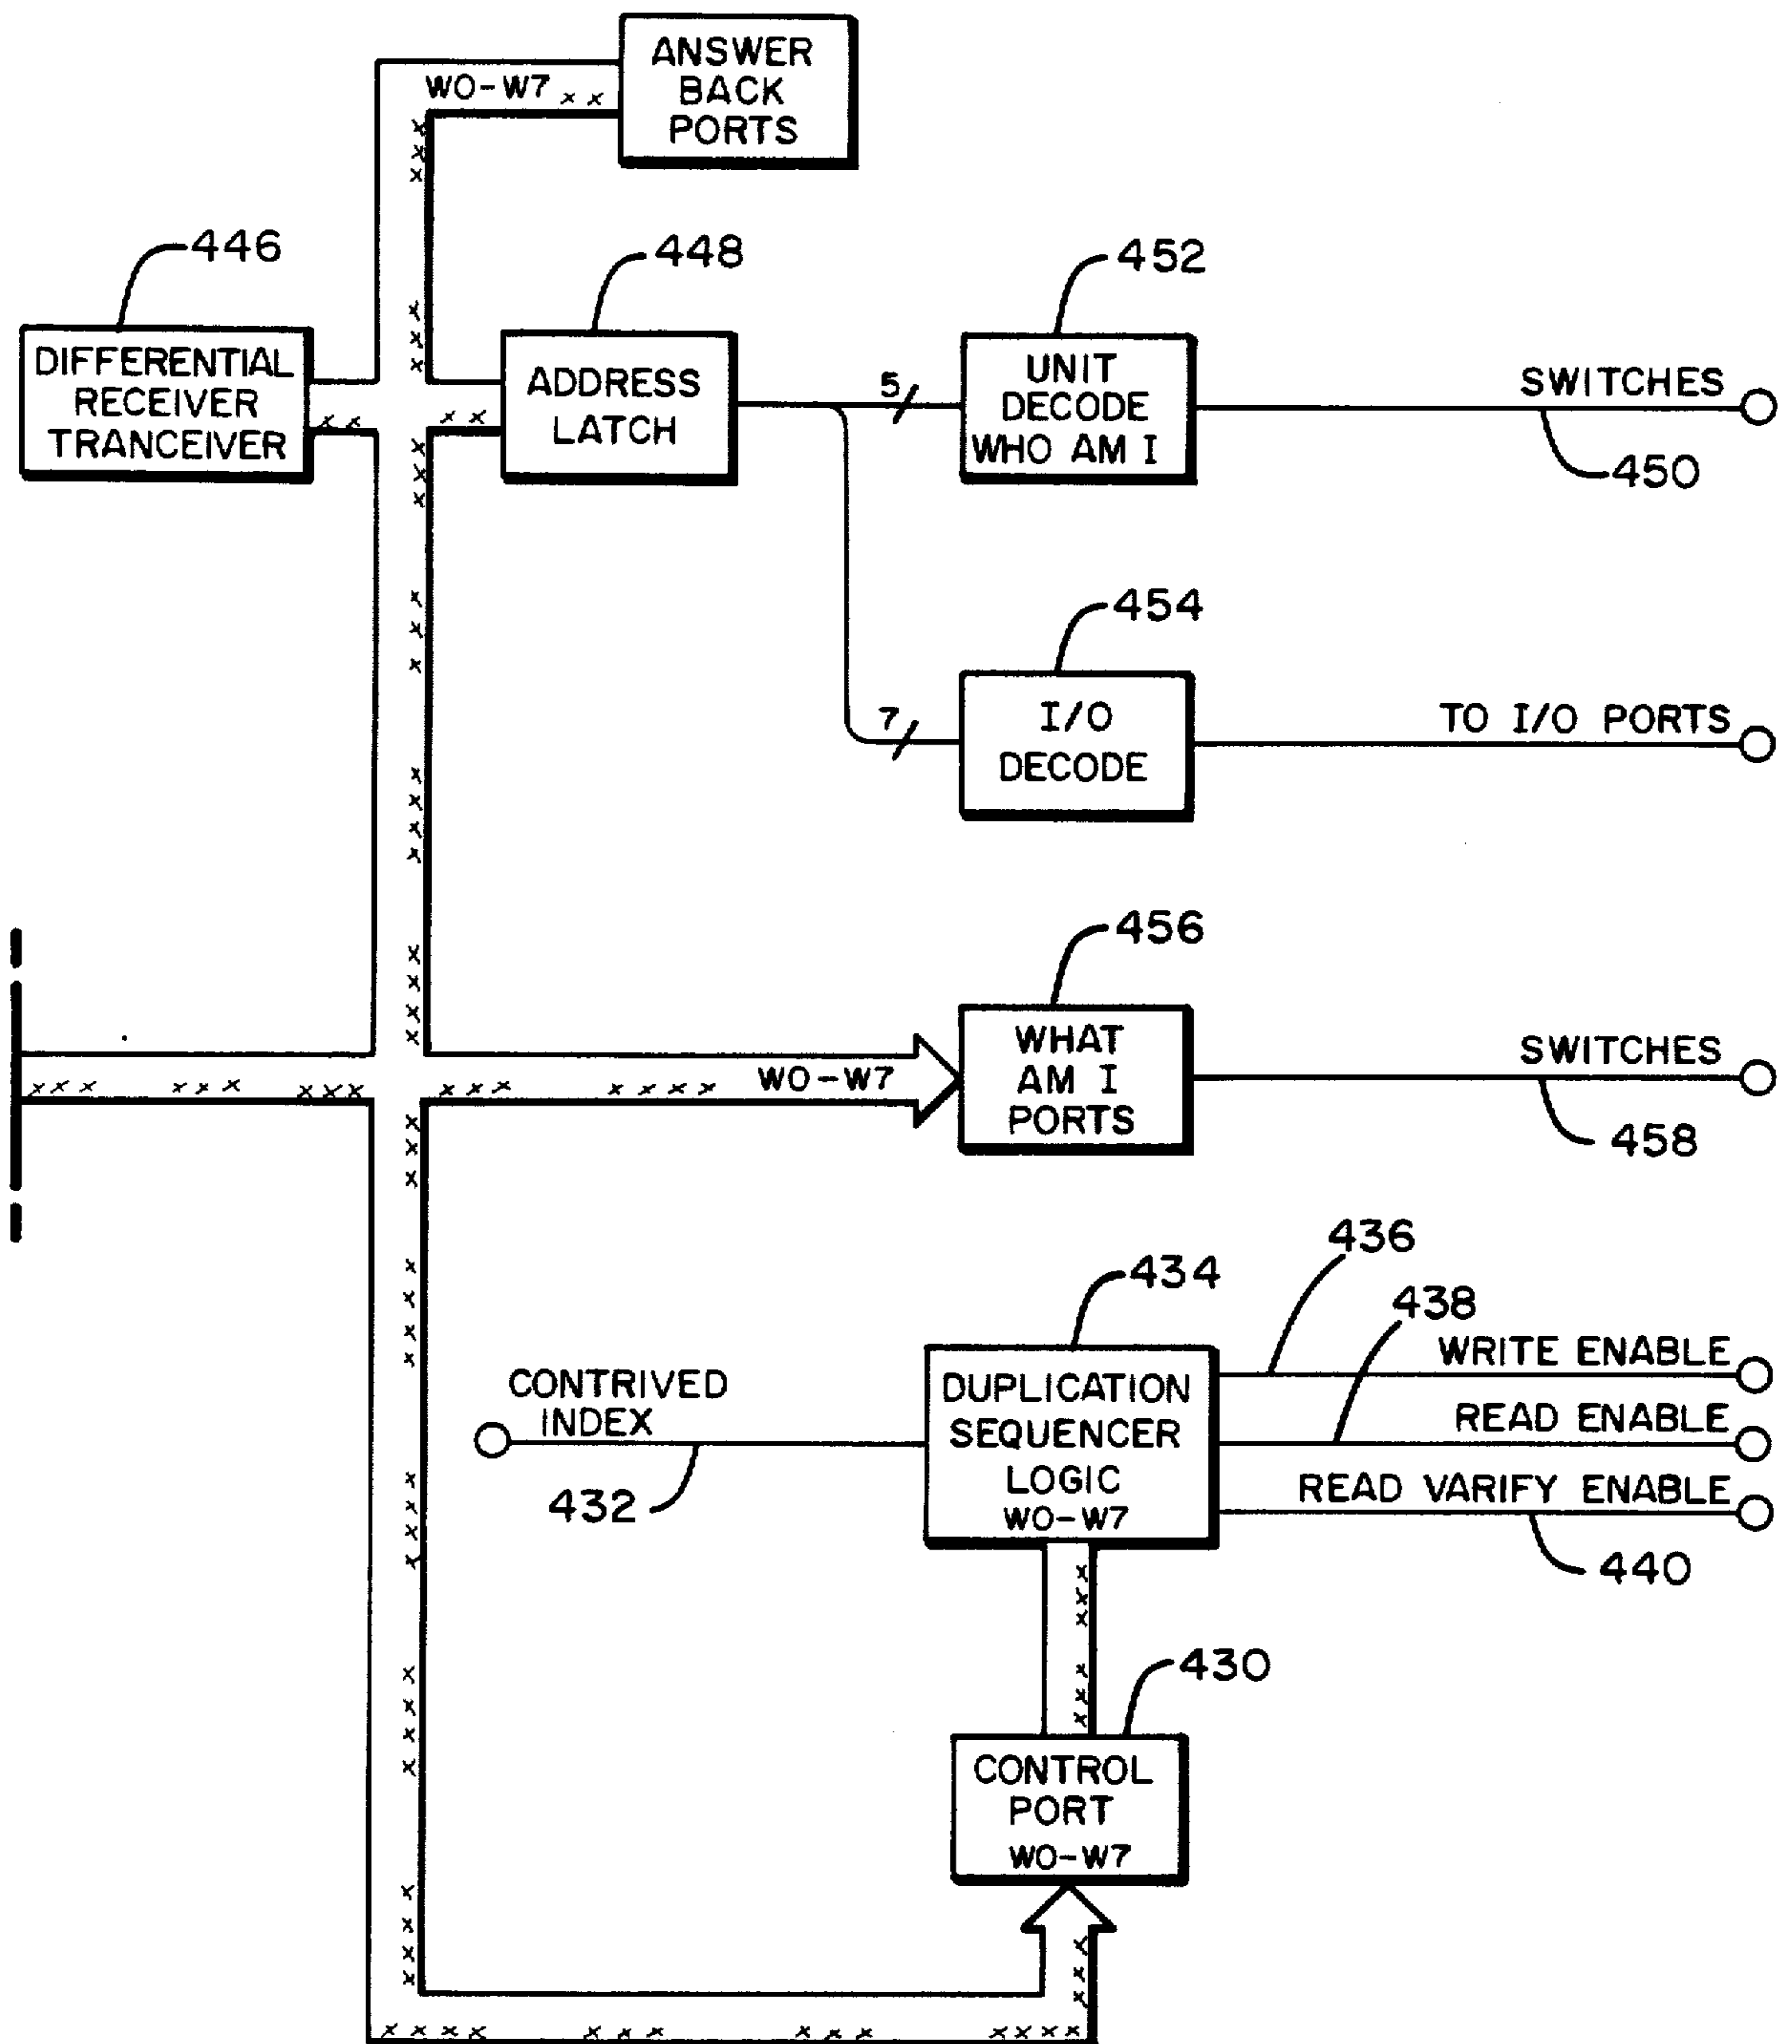 ANSWER
BACK
PORTS
W0-W7
446
448
452
DIFFERENTIAL
RECEIVER
TRANCEIVER
ADDRESS
LATCH
5
UNIT
DECODE
WHO AM I
SWITCHES
450
454
7
I/O
DECODE
TO I/O PORTS
456
W0-W7
WHAT
AM I
PORTS
SWITCHES
458
436
434
438
CONTRIVED
INDEX
432
DUPLICATION
SEQUENCER
LOGIC
W0-W7
WRITE ENABLE
READ ENABLE
READ VARIFY ENABLE
440
430
CONTROL
PORT
W0-W7